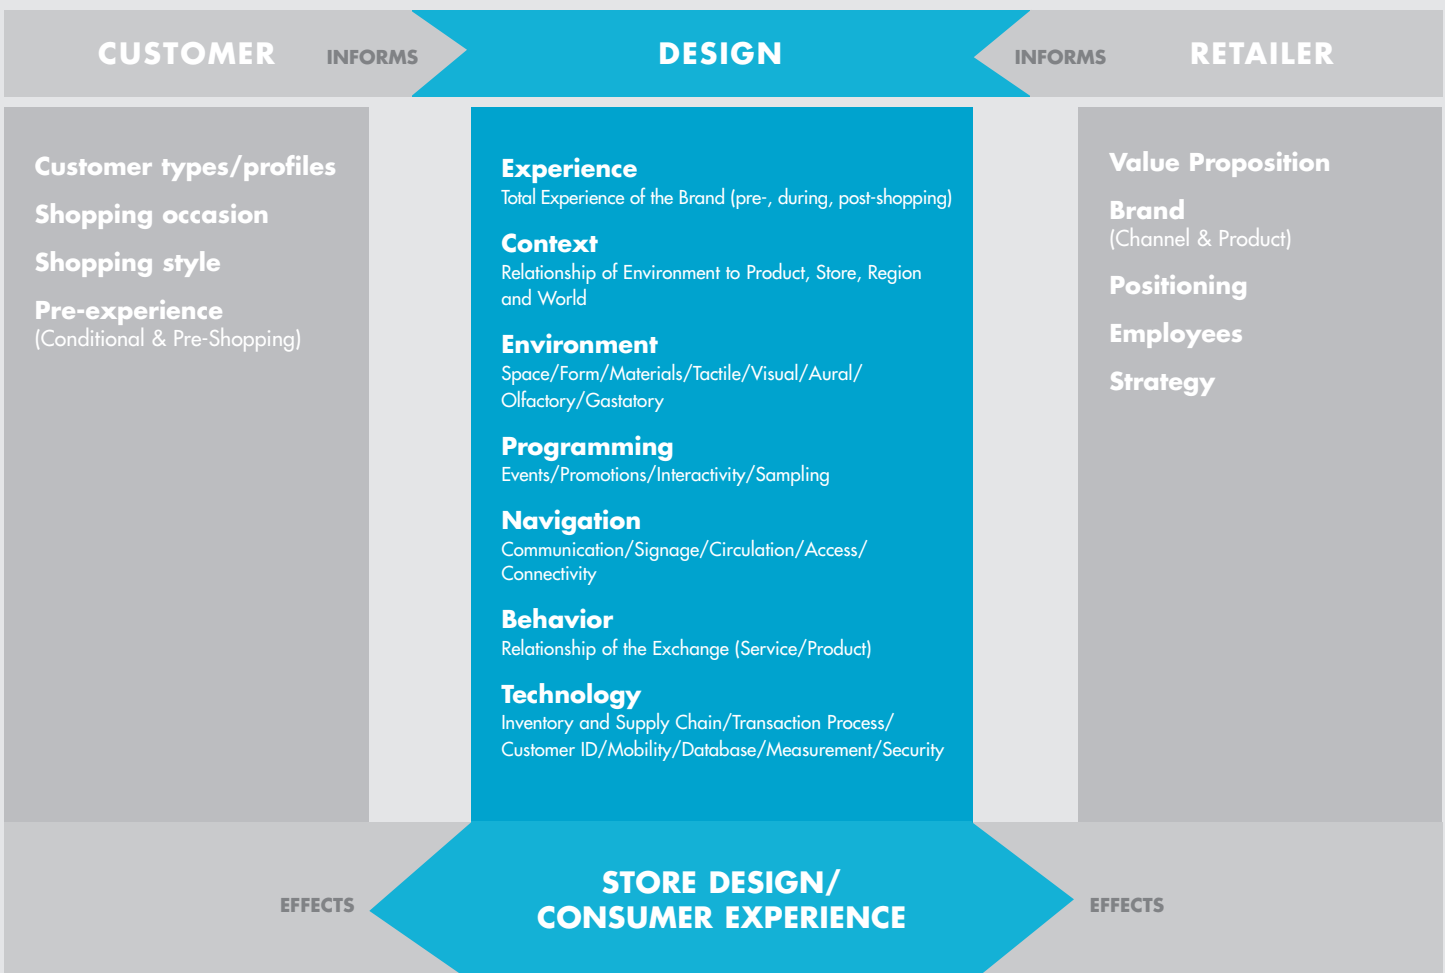 CUSTOMER
INFORMS
DESIGN
INFORMS
RETAILER
Customer types/profiles
Shopping occasion
Shopping style
Pre-experience
(Conditional & Pre-Shopping)
Experience
Total Experience of the Brand (pre-, during, post-shopping)
Context
Relationship of Environment to Product, Store, Region
and World
Environment
Space/Form/Materials/Tactile/Visual/Aural/
Olfactory/Gastatory
Programming
Events/Promotions/Interactivity/Sampling
Navigation
Communication/Signage/Circulation/Access/
Connectivity
Behavior
Relationship of the Exchange (Service/Product)
Technology
Inventory and Supply Chain/Transaction Process/
Customer ID/Mobility/Database/Measurement/Security
Value Proposition
Brand
(Channel & Product)
Positioning
Employees
Strategy
EFFECTS
STORE DESIGN/
CONSUMER EXPERIENCE
EFFECTS